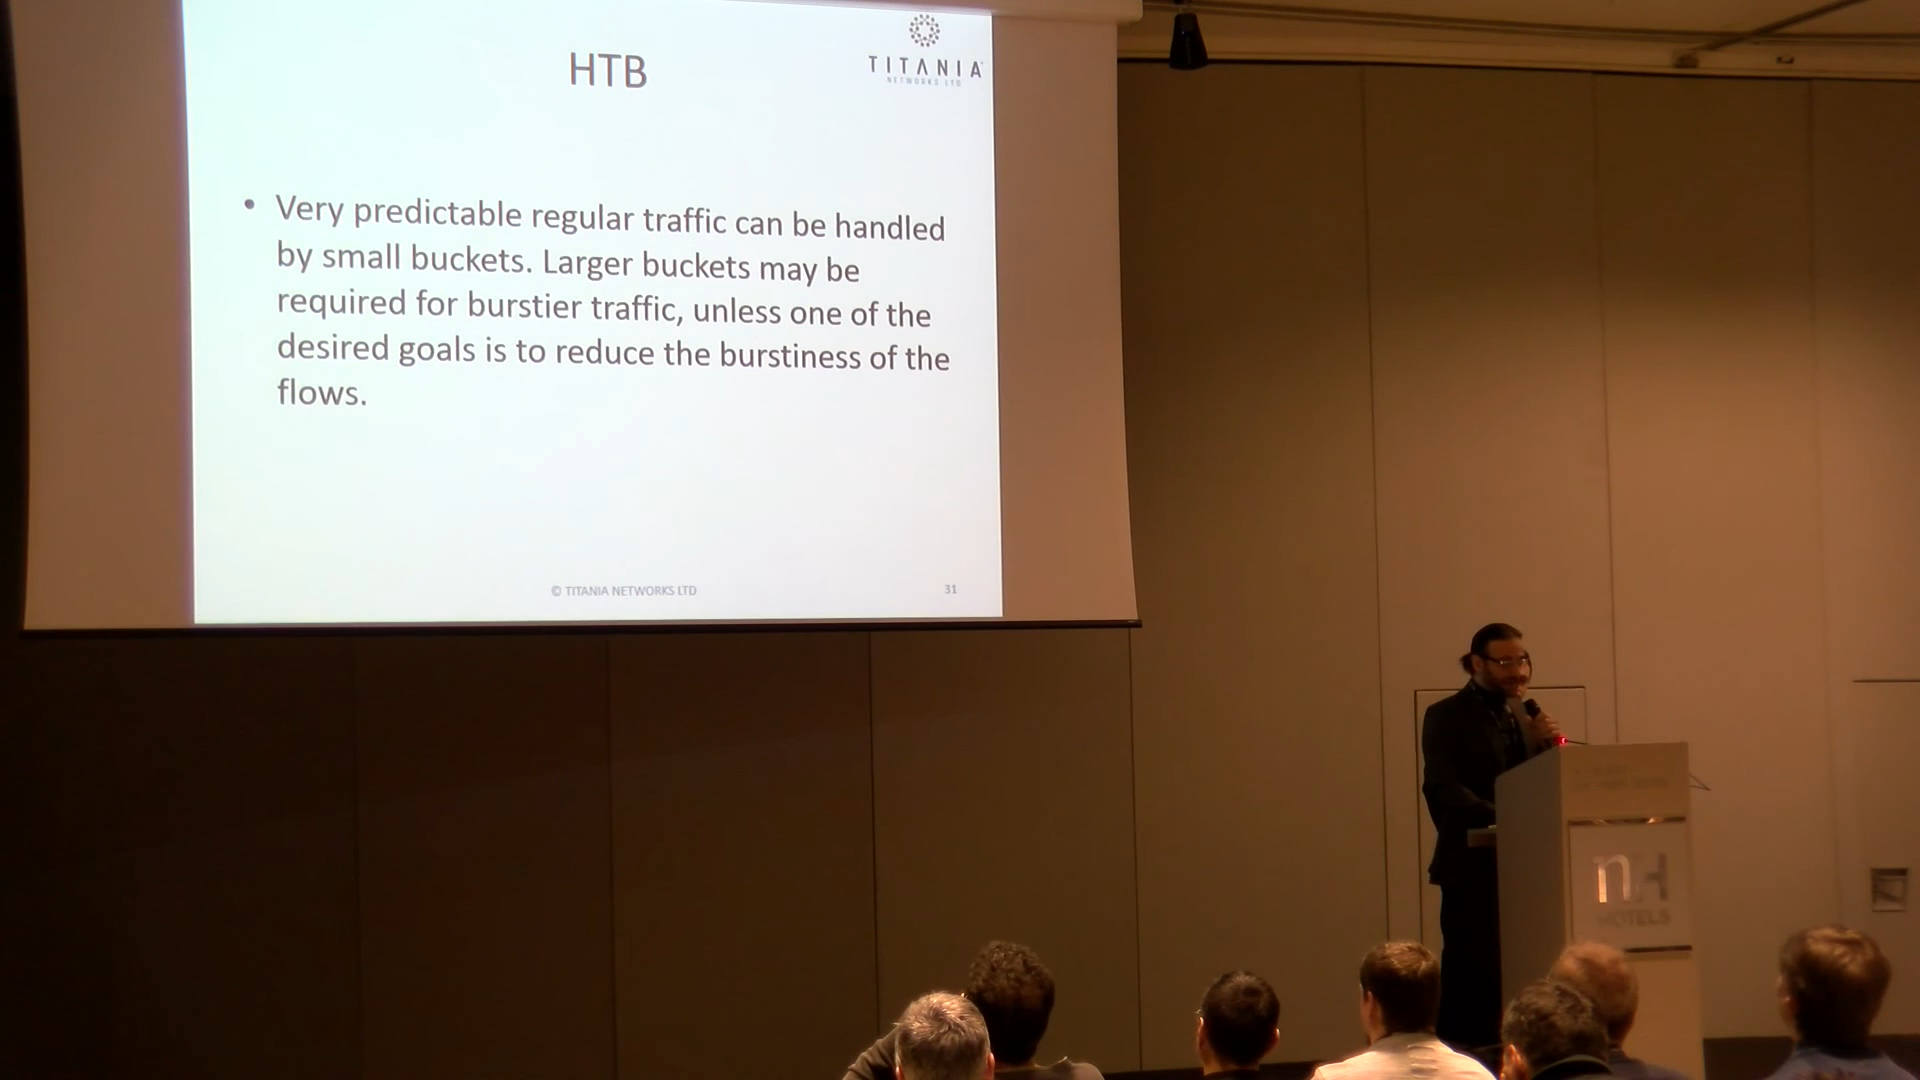 HTB
TITANIA
NETWORKS LTD
• Very predictable regular traffic can be handled
by small buckets. Larger buckets may be
required for burstier traffic, unless one of the
desired goals is to reduce the burstiness of the
flows.
© TITANIA NETWORKS LTD
31
nH
HOTELS